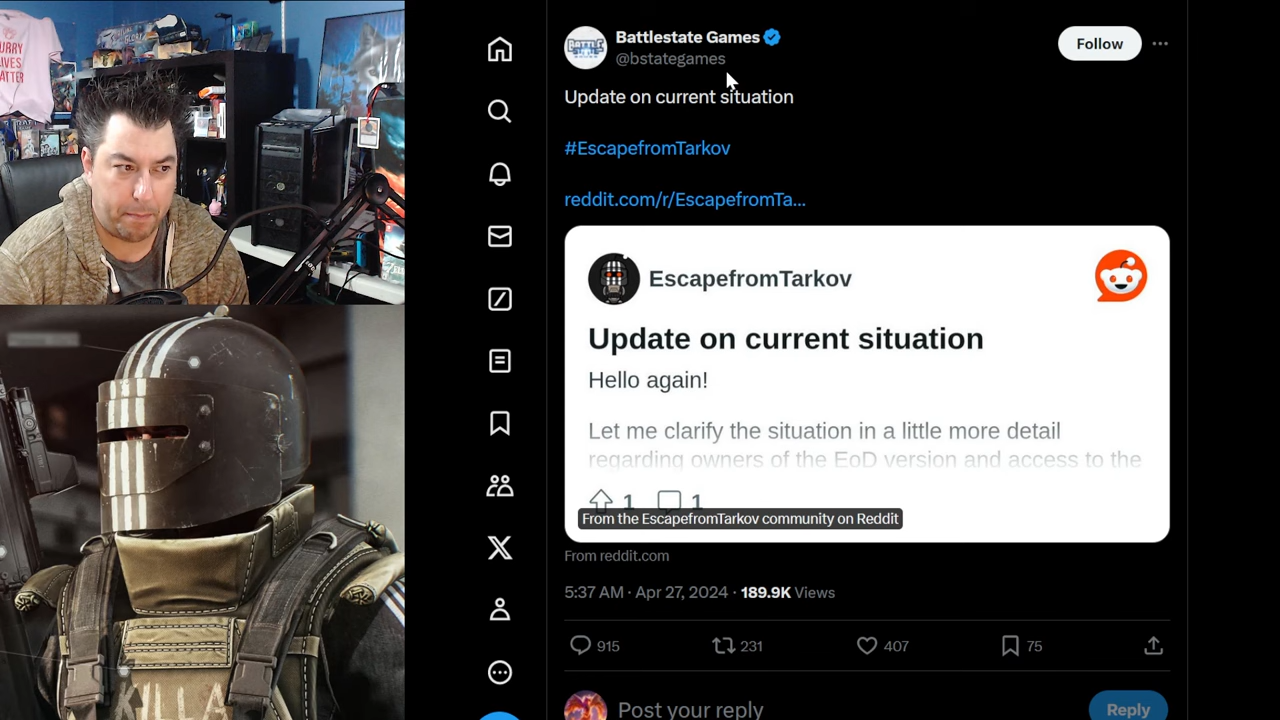 Battlestate Games
@bstategames
Follow
Update on current situation
#EscapefromTarkov
reddit.com/r/EscapefromTa...
EscapefromTarkov
Update on current situation
Hello again!
Let me clarify the situation in a little more detail
regarding owners of the EoD version and access to the
1 1
From the EscapefromTarkov community on Reddit
From reddit.com
5:37 AM · Apr 27, 2024 · 189.9K Views
915 231 407 75
Post your reply
Reply
KILLA